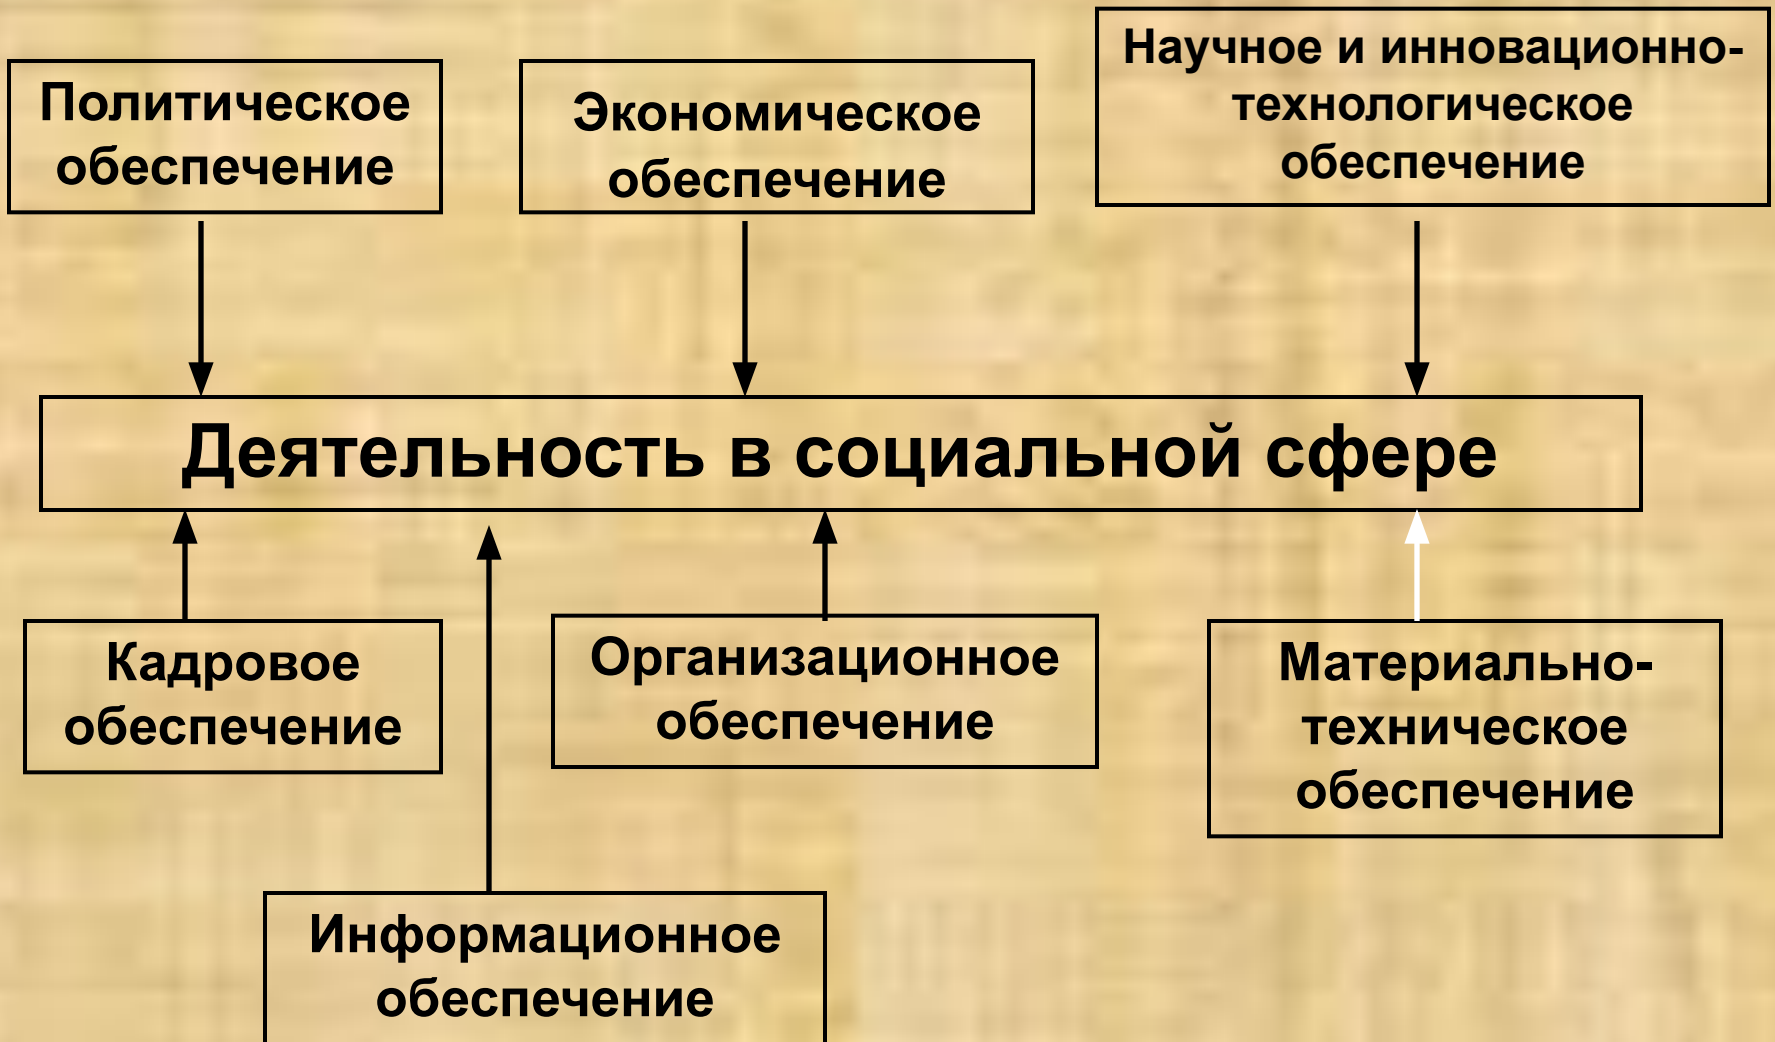 Политическое
обеспечение
Экономическое
обеспечение
Научное и инновационно-
технологическое
обеспечение
Деятельность в социальной сфере
Кадровое
обеспечение
Организационное
обеспечение
Материально-
техническое
обеспечение
Информационное
обеспечение